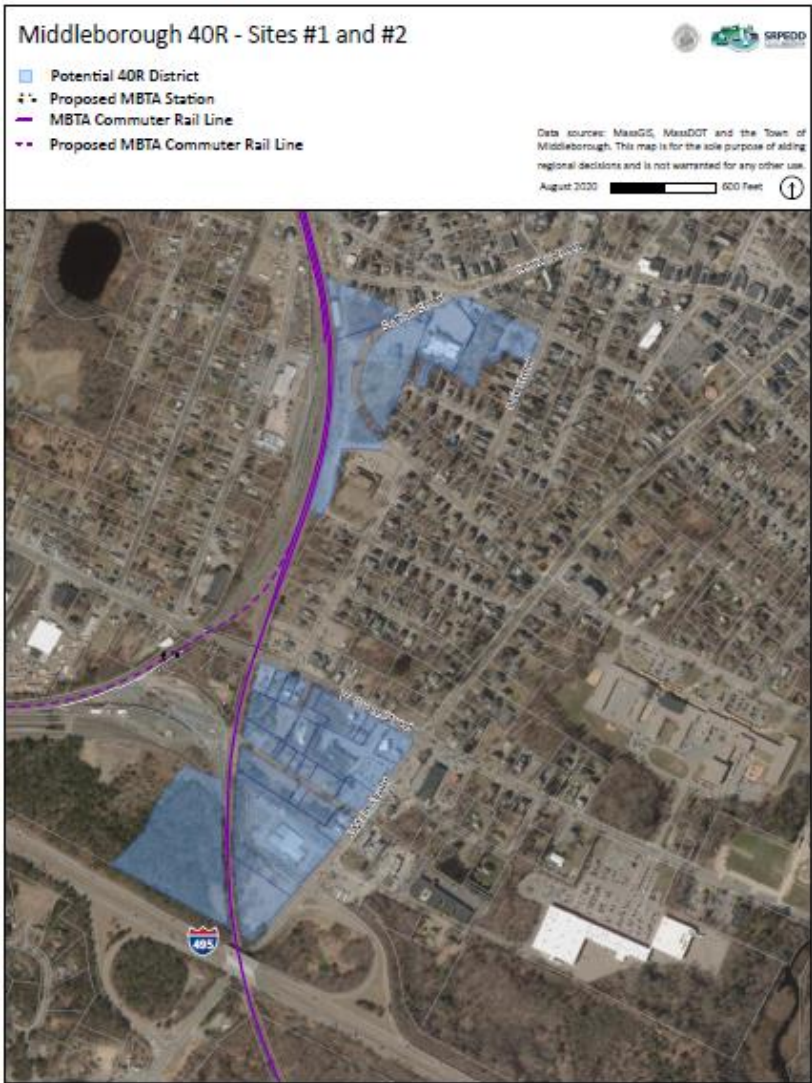 Middleborough 40R - Sites #1 and #2
SRPEDD
Potential 40R District
Proposed MBTA Station
MBTA Commuter Rail Line
Proposed MBTA Commuter Rail Line
Data sources: MassGIS, MassDOT and the Town of
Middleborough. This map is for the sole purpose of aiding
regional decisions and is not warranted for any other use.
August 2020
600 Feet
Street
495